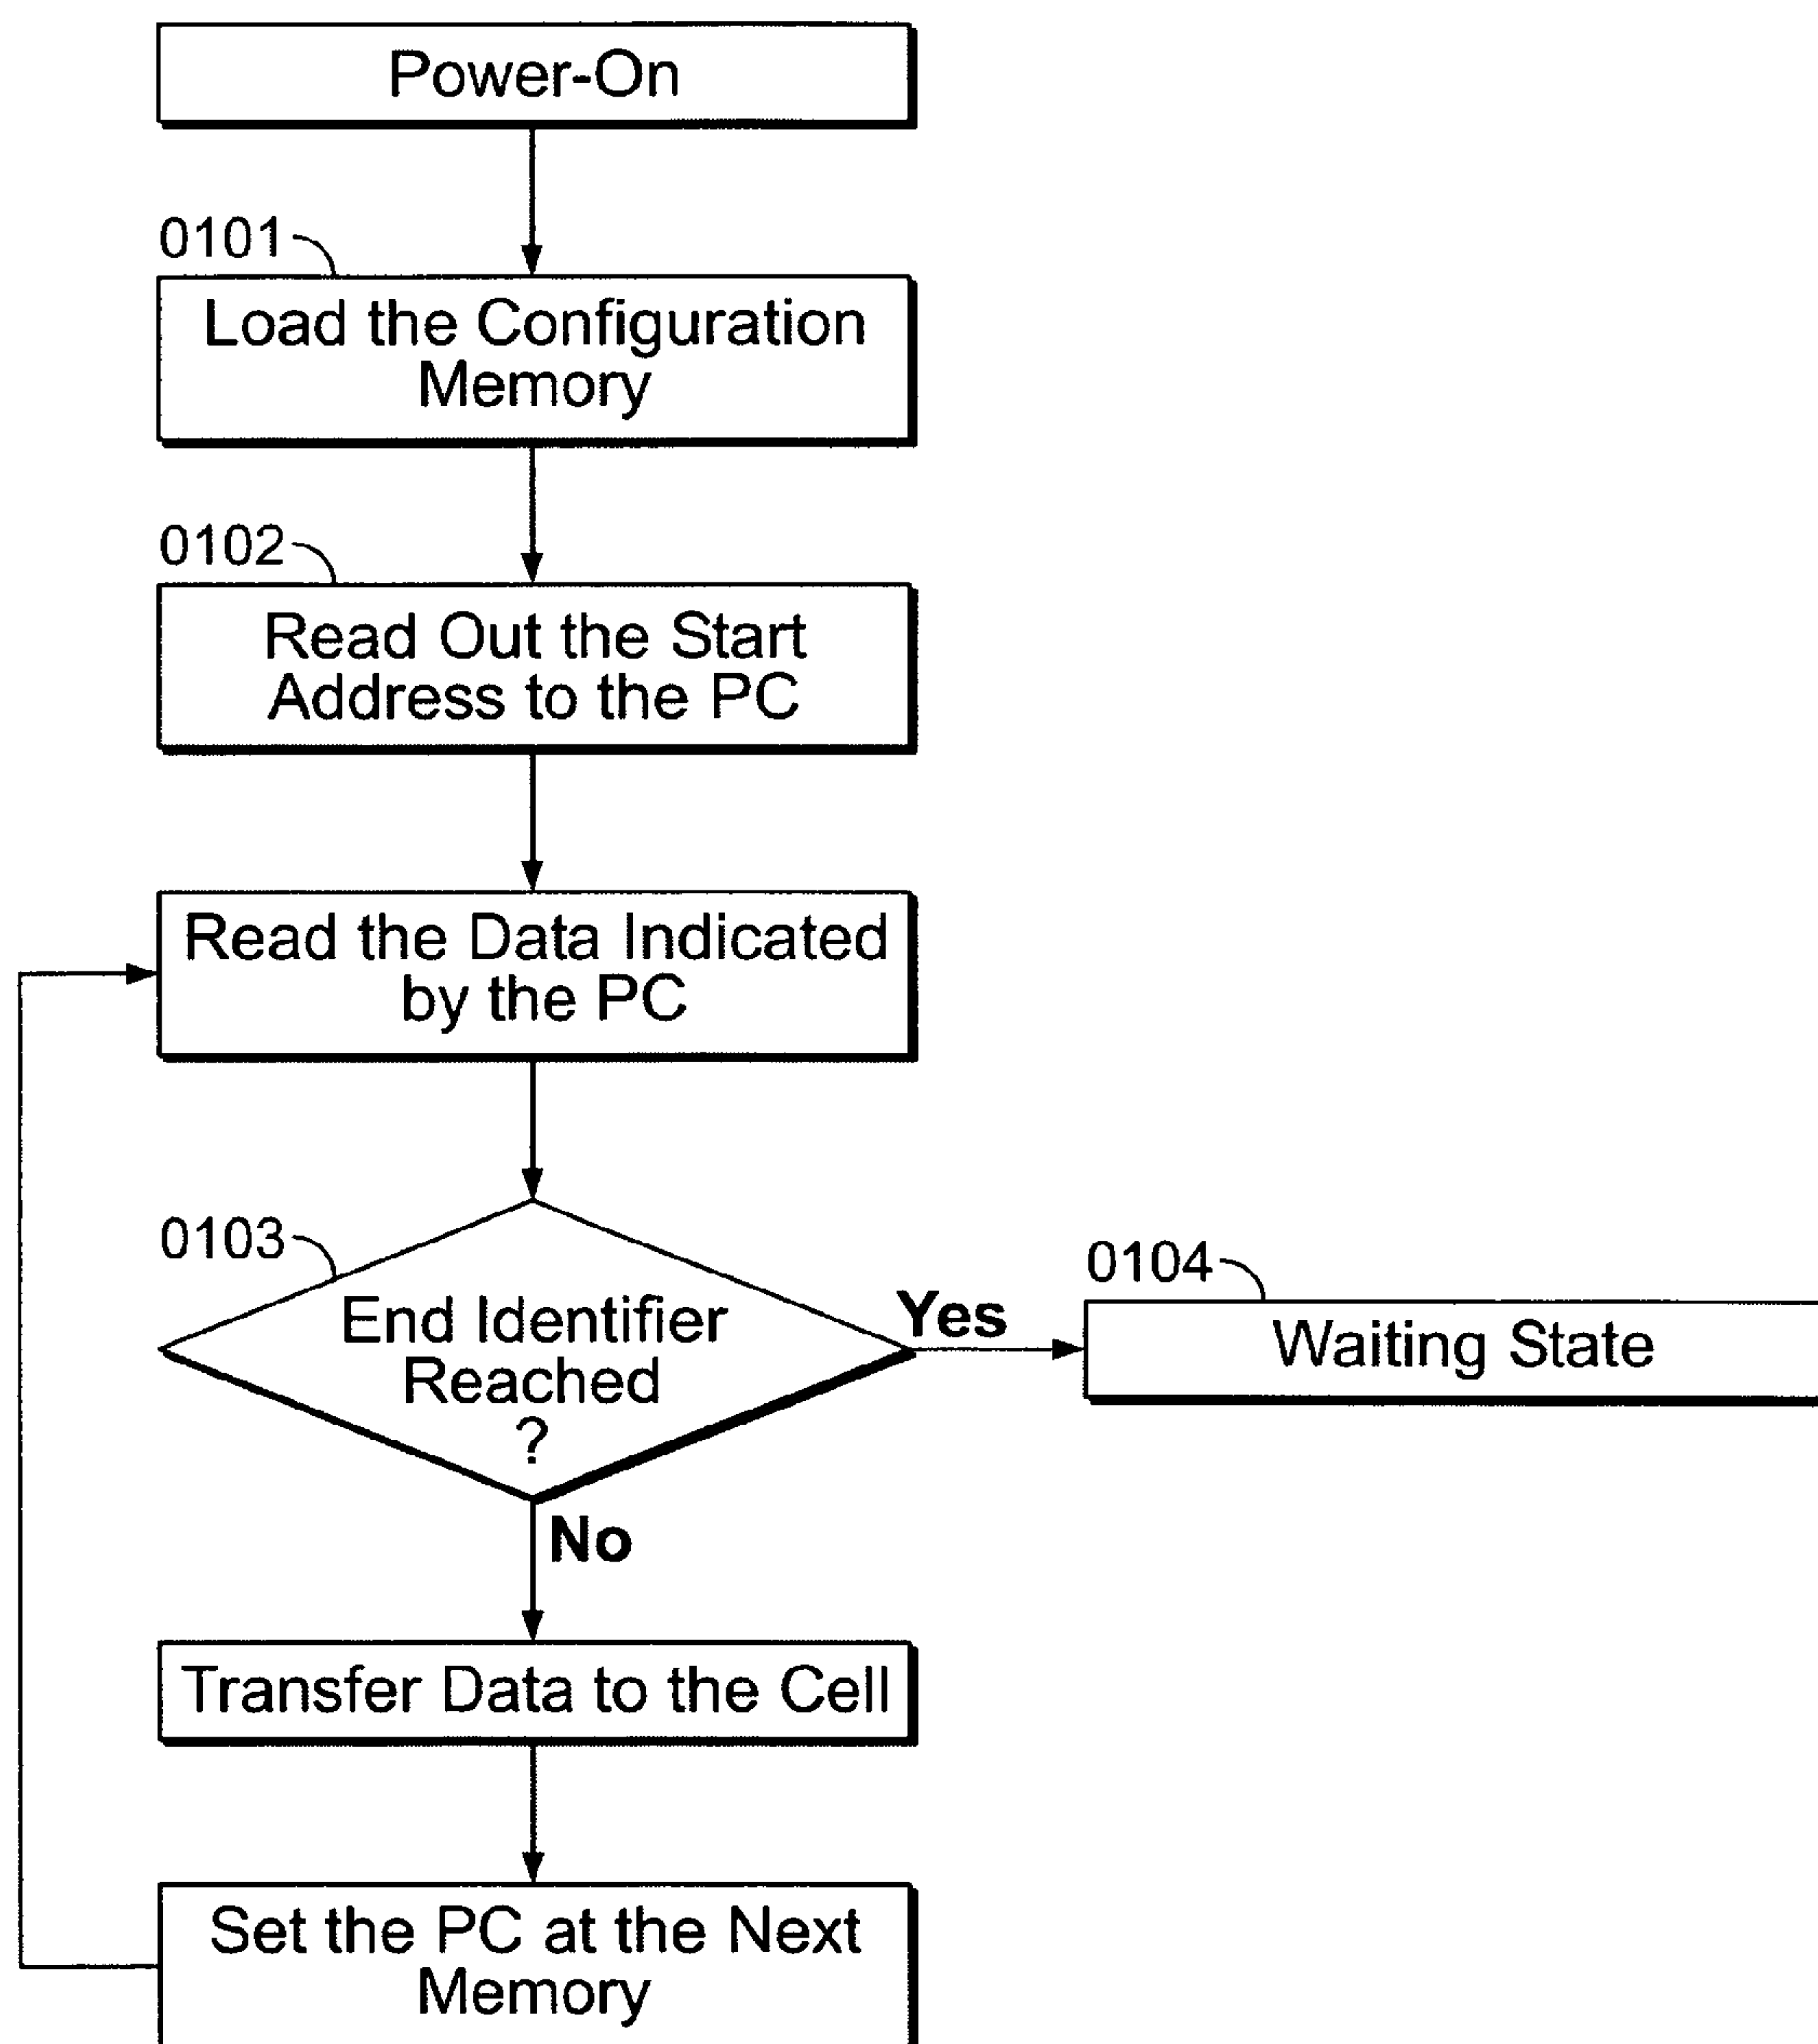 Power-On
0101
Load the Configuration
Memory
0102
Read Out the Start
Address to the PC
Read the Data Indicated
by the PC
0103
End Identifier
Reached
?
Yes
0104
Waiting State
No
Transfer Data to the Cell
Set the PC at the Next
Memory